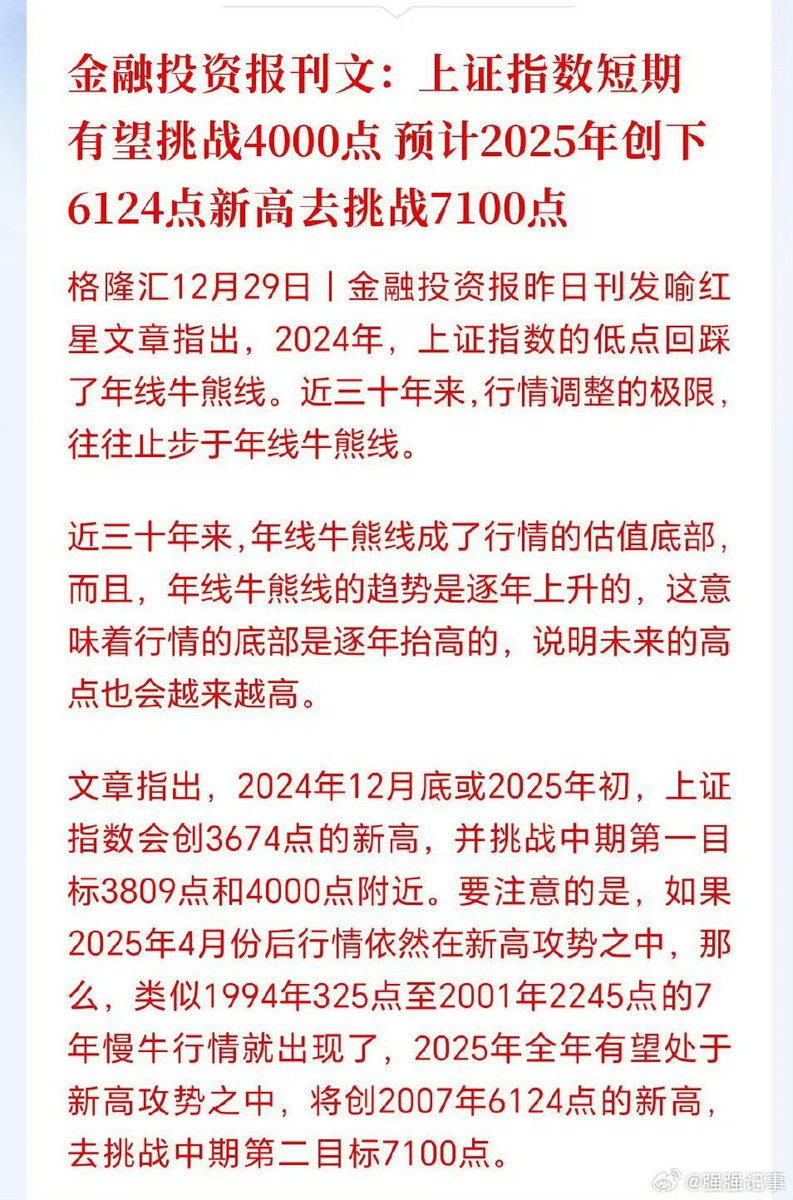 金融投资报刊文：上证指数短期
有望挑战4000点 预计2025年创下
6124点新高去挑战7100点
格隆汇12月29日丨金融投资报昨日刊发喻红
星文章指出，2024年，上证指数的低点回踩
了年线牛熊线。近三十年来,行情调整的极限，
往往止步于年线牛熊线。
近三十年来,年线牛熊线成了行情的估值底部，
而且，年线牛熊线的趋势是逐年上升的，这意
味着行情的底部是逐年抬高的，说明未来的高
点也会越来越高。
文章指出，2024年12月底或2025年初，上证
指数会创3674点的新高，并挑战中期第一目
标3809点和4000点附近。要注意的是，如果
2025年4月份后行情依然在新高攻势之中，那
么，类似1994年325点至2001年2245点的7
年慢牛行情就出现了，2025年全年有望处于
新高攻势之中，将创2007年6124点的新高，
去挑战中期第二目标7100点。
@强强记事